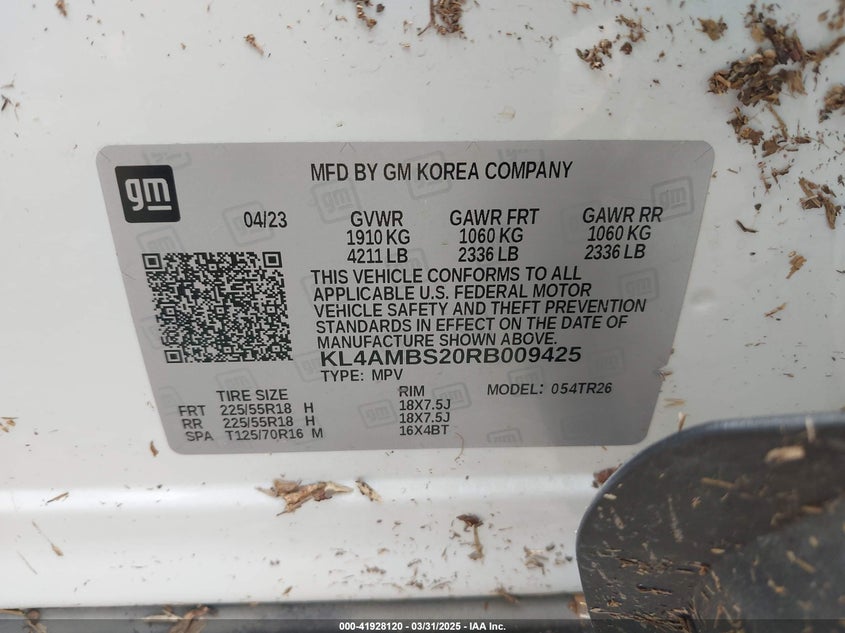 gm
MFD BY GM KOREA COMPANY
04/23 GVWR GAWR FRT GAWR RR
1910 KG 1060 KG 1060 KG
4211 LB 2336 LB 2336 LB
THIS VEHICLE CONFORMS TO ALL
APPLICABLE U.S. FEDERAL MOTOR
VEHICLE SAFETY AND THEFT PREVENTION
STANDARDS IN EFFECT ON THE DATE OF
MANUFACTURE SHOWN ABOVE.
KL4AMBS20RB009425
TYPE: MPV
TIRE SIZE RIM MODEL: 054TR26
FRT 225/55R18 H 18X7.5J
RR 225/55R18 H 18X7.5J
SPA T125/70R16 M 16X4BT
000-41928120 — 03/31/2025 - IAA Inc.